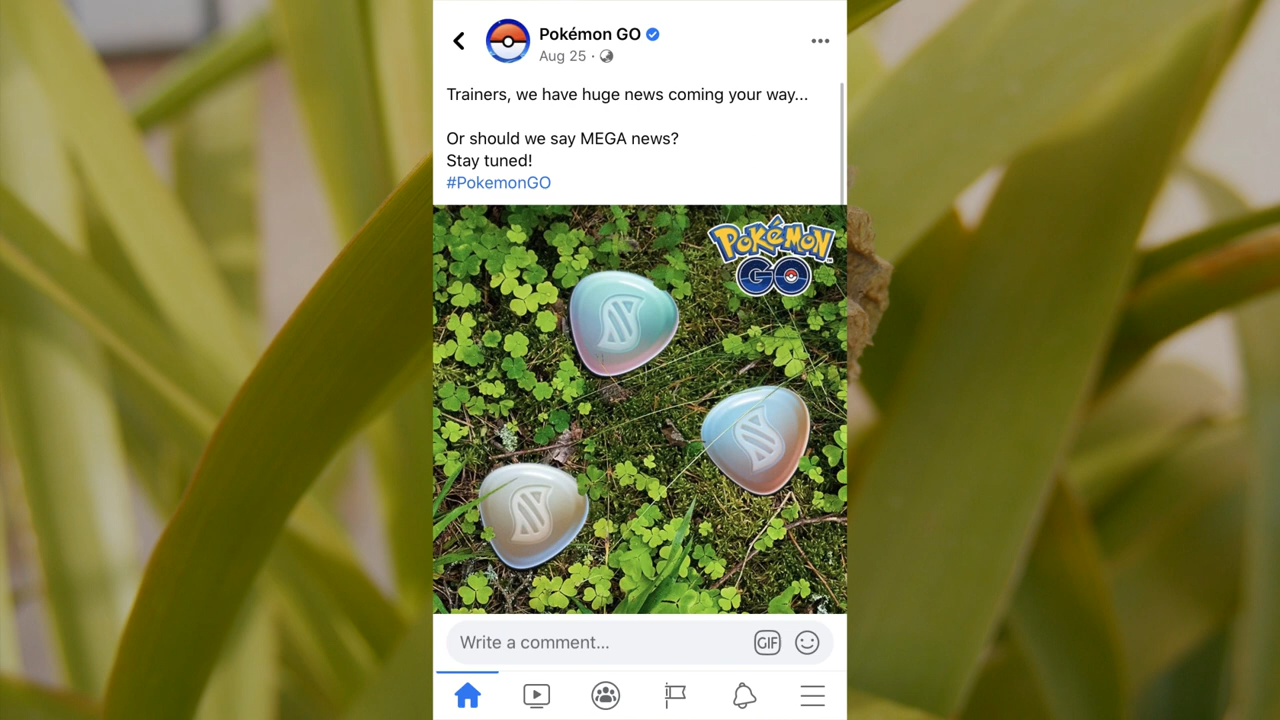 Pokémon GO
Aug 25 ·
Trainers, we have huge news coming your way...
Or should we say MEGA news?
Stay tuned!
#PokemonGO
POKéMON
GO
TM
Write a comment...
GIF